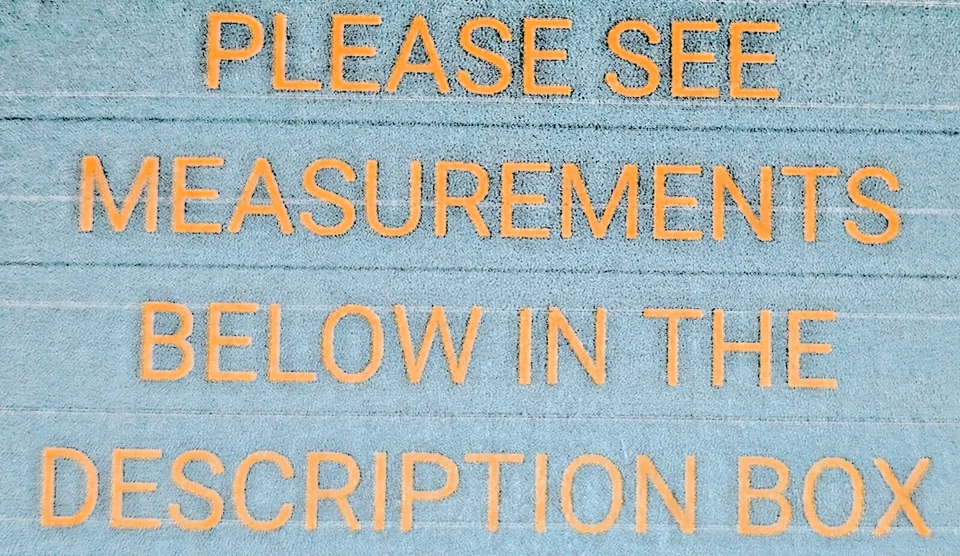 PLEASE SEE
MEASUREMENTS
BELOW IN THE
DESCRIPTION BOX